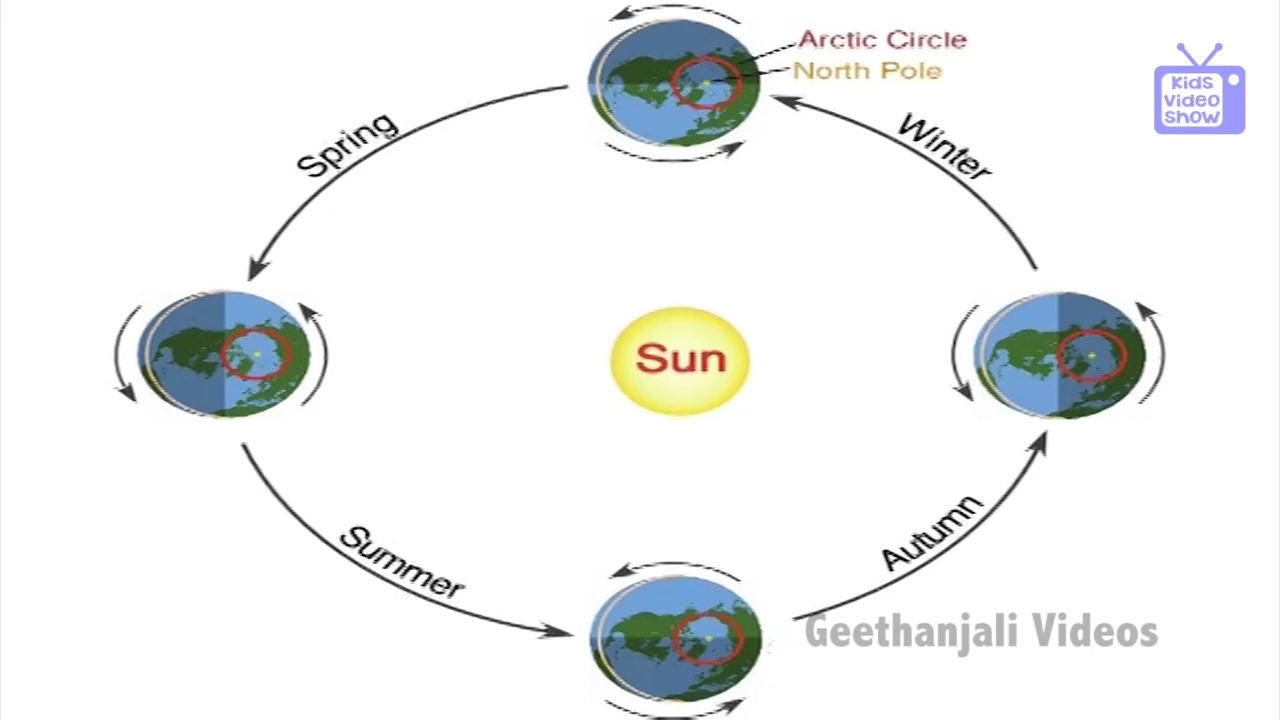 Arctic Circle
North Pole
KiDS
ViDeO
SHOW
Spring
Winter
Sun
Summer
Autumn
Geethanjali Videos